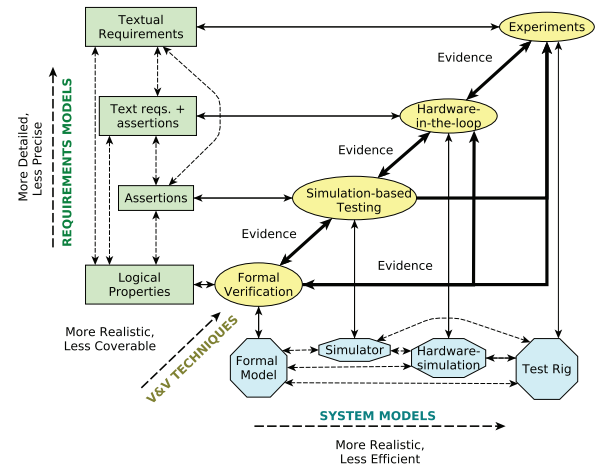 Textual
Requirements
Experiments
Evidence
Text reqs. +
assertions
Hardware-
in-the-loop
Evidence
More Detailed,
Less Precise
REQUIREMENTS MODELS
Assertions
Simulation-based
Testing
Evidence
Evidence
Logical
Properties
Formal
Verification
More Realistic,
Less Coverable
V&V TECHNIQUES
Formal
Model
Simulator
Hardware-
simulation
Test Rig
SYSTEM MODELS
More Realistic,
Less Efficient